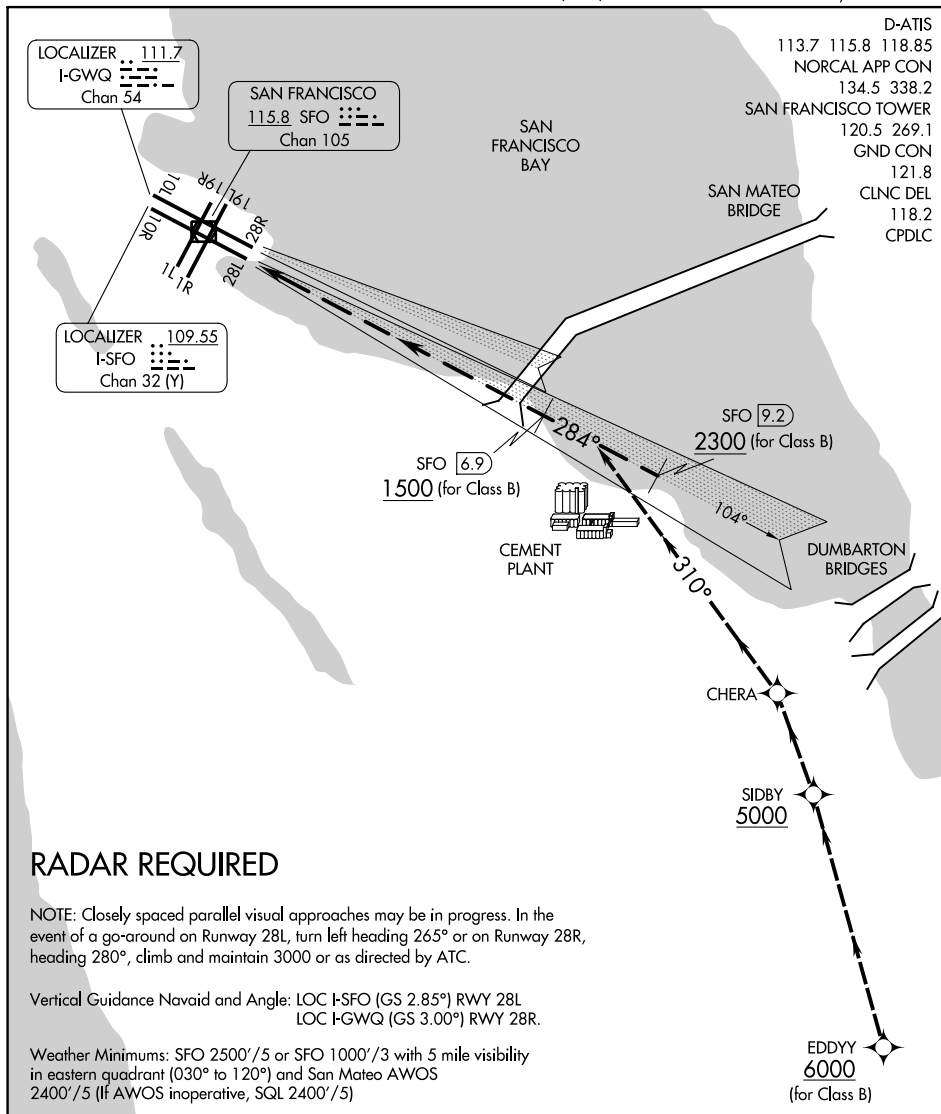 D-ATIS
113.7 115.8 118.85
NORCAL APP CON
134.5 338.2
SAN FRANCISCO TOWER
120.5 269.1
GND CON
121.8
CLNC DEL
118.2
CPDLC
LOCALIZER 111.7
I-GWQ
Chan 54
SAN FRANCISCO
115.8 SFO
Chan 105
SAN
FRANCISCO
BAY
SAN MATEO
BRIDGE
10L
10R
19R
19L
28R
28L
1L
1R
LOCALIZER 109.55
I-SFO
Chan 32 (Y)
SFO 9.2
2300 (for Class B)
284°
SFO 6.9
1500 (for Class B)
104°
CEMENT
PLANT
DUMBARTON
BRIDGES
310°
CHERA
SIDBY
5000
EDDYY
6000
(for Class B)
RADAR REQUIRED
NOTE: Closely spaced parallel visual approaches may be in progress. In the
event of a go-around on Runway 28L, turn left heading 265° or on Runway 28R,
heading 280°, climb and maintain 3000 or as directed by ATC.
Vertical Guidance Navaid and Angle: LOC I-SFO (GS 2.85°) RWY 28L
LOC I-GWQ (GS 3.00°) RWY 28R.
Weather Minimums: SFO 2500'/5 or SFO 1000'/3 with 5 mile visibility
in eastern quadrant (030° to 120°) and San Mateo AWOS
2400'/5 (If AWOS inoperative, SQL 2400'/5)